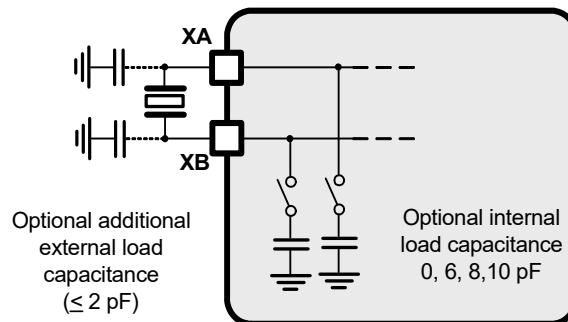 XA
XB
Optional additional
external load
capacitance
(≤ 2 pF)
Optional internal
load capacitance
0, 6, 8,10 pF